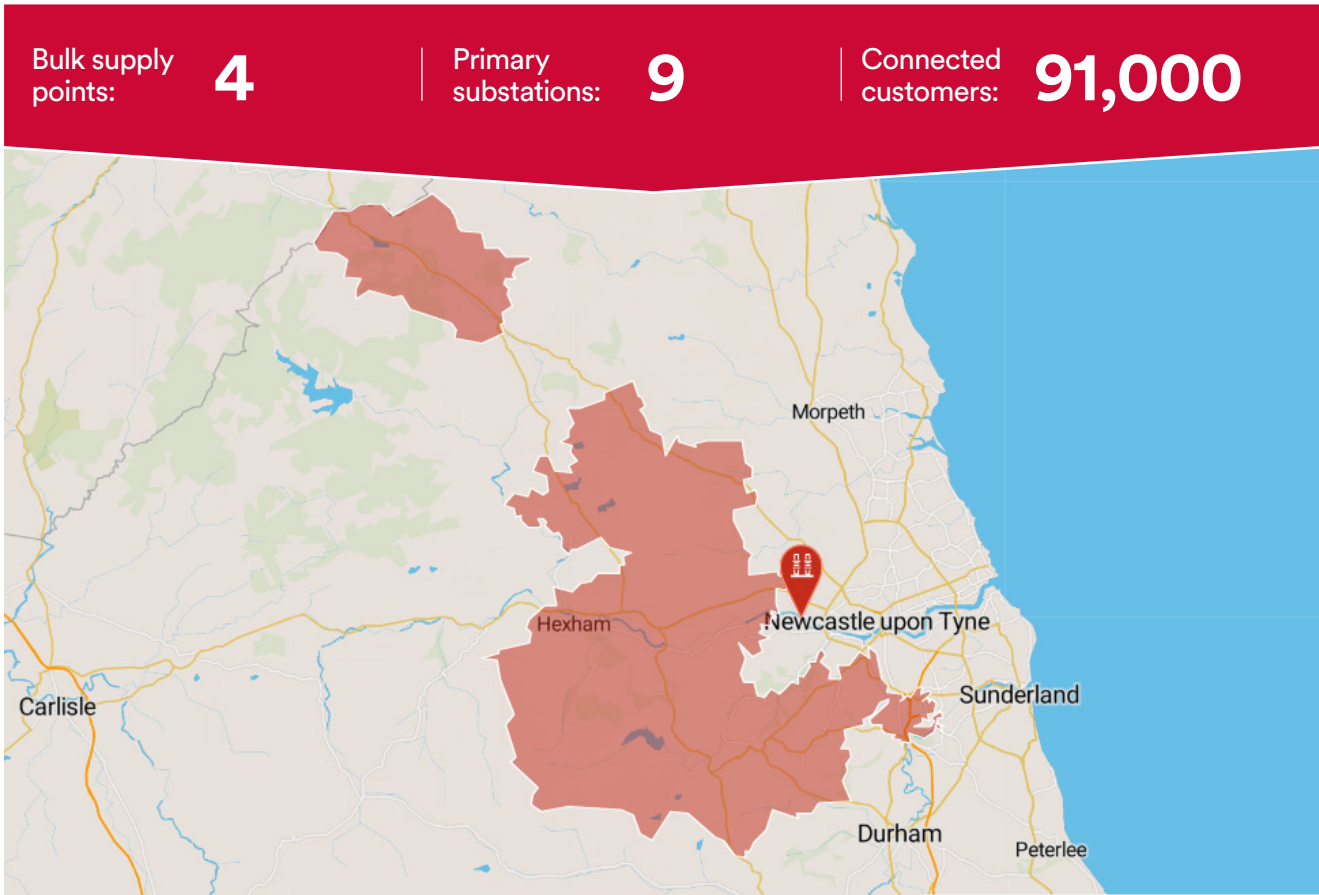 Bulk supply
points:
4
Primary
substations:
9
Connected
customers:
91,000
Morpeth
Newcastle upon Tyne
Hexham
Sunderland
Carlisle
Durham
Peterlee